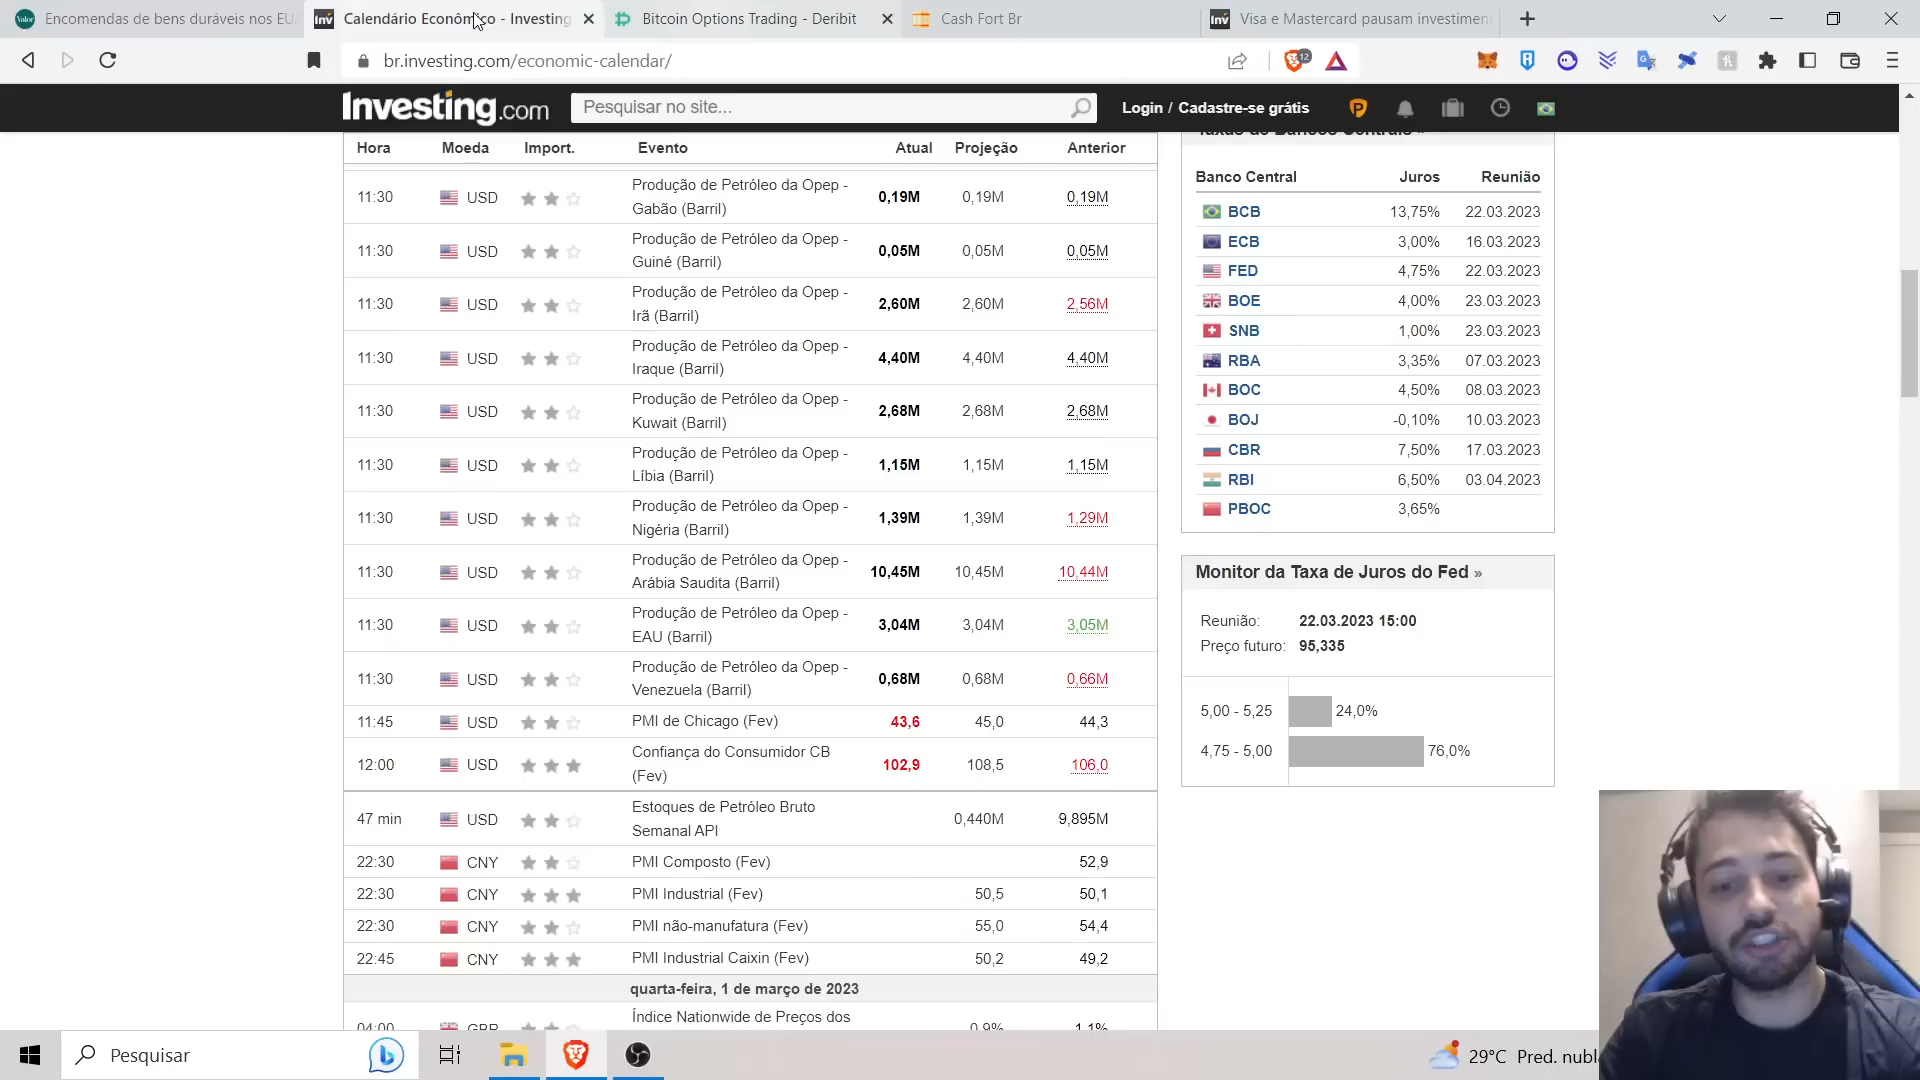 Encomendas de bens duráveis nos EU
Calendário Econômico - Investing
Bitcoin Options Trading - Deribit
Cash Fort Br
Visa e Mastercard pausam investimen
br.investing.com/economic-calendar/
12
Investing.com
Pesquisar no site...
Login / Cadastre-se grátis
Hora Moeda Import. Evento Atual Projeção Anterior
11:30 USD Produção de Petróleo da Opep - 0,19M 0,19M 0,19M
Gabão (Barril)
11:30 USD Produção de Petróleo da Opep - 0,05M 0,05M 0,05M
Guiné (Barril)
11:30 USD Produção de Petróleo da Opep - 2,60M 2,60M 2,56M
Irã (Barril)
11:30 USD Produção de Petróleo da Opep - 4,40M 4,40M 4,40M
Iraque (Barril)
11:30 USD Produção de Petróleo da Opep - 2,68M 2,68M 2,68M
Kuwait (Barril)
11:30 USD Produção de Petróleo da Opep - 1,15M 1,15M 1,15M
Líbia (Barril)
11:30 USD Produção de Petróleo da Opep - 1,39M 1,39M 1,29M
Nigéria (Barril)
11:30 USD Produção de Petróleo da Opep - 10,45M 10,45M 10,44M
Arábia Saudita (Barril)
11:30 USD Produção de Petróleo da Opep - 3,04M 3,04M 3,05M
EAU (Barril)
11:30 USD Produção de Petróleo da Opep - 0,68M 0,68M 0,66M
Venezuela (Barril)
11:45 USD PMI de Chicago (Fev) 43,6 45,0 44,3
12:00 USD Confiança do Consumidor CB 102,9 108,5 106,0
(Fev)
47 min USD Estoques de Petróleo Bruto 0,440M 9,895M
Semanal API
22:30 CNY PMI Composto (Fev) 52,9
22:30 CNY PMI Industrial (Fev) 50,5 50,1
22:30 CNY PMI não-manufatura (Fev) 55,0 54,4
22:45 CNY PMI Industrial Caixin (Fev) 50,2 49,2
quarta-feira, 1 de março de 2023
04:00 GBP Índice Nationwide de Preços dos 0,9% 1,1%
Taxas de Bancos Centrais »
Banco Central Juros Reunião
BCB 13,75% 22.03.2023
ECB 3,00% 16.03.2023
FED 4,75% 22.03.2023
BOE 4,00% 23.03.2023
SNB 1,00% 23.03.2023
RBA 3,35% 07.03.2023
BOC 4,50% 08.03.2023
BOJ -0,10% 10.03.2023
CBR 7,50% 17.03.2023
RBI 6,50% 03.04.2023
PBOC 3,65%
Monitor da Taxa de Juros do Fed »
Reunião: 22.03.2023 15:00
Preço futuro: 95,335
5,00 - 5,25 24,0%
4,75 - 5,00 76,0%
Pesquisar
29°C Pred. nubl